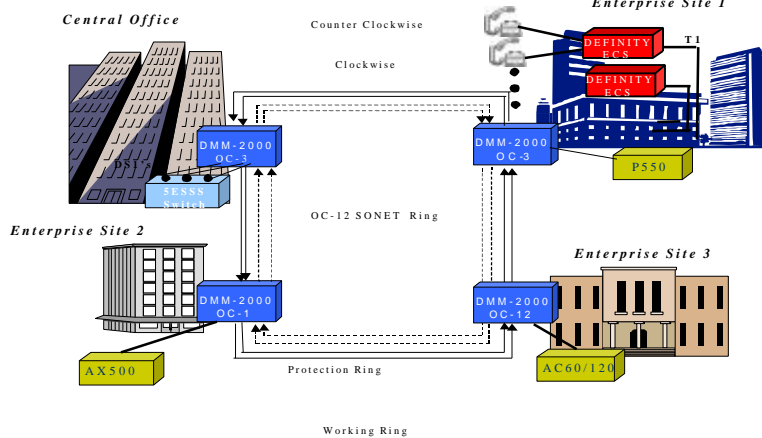 Enterprise Site 1
Central Office
Counter Clockwise
Clockwise
DEFINITY
ECS
T1
DEFINITY
ECS
DMM-2000
OC-3
DMM-2000
OC-3
DS1's
P550
5ESSS
Switch
OC-12 SONET Ring
Enterprise Site 2
Enterprise Site 3
DMM-2000
OC-1
DMM-2000
OC-12
AX500
Protection Ring
AC60/120
Working Ring